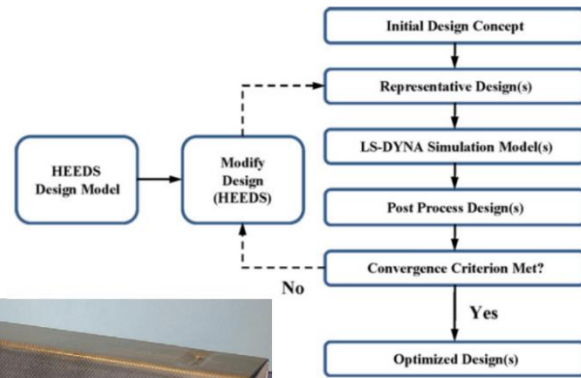 Initial Design Concept
Representative Design(s)
LS-DYNA Simulation Model(s)
HEEDS
Design Model
Modify
Design
(HEEDS)
Post Process Design(s)
Convergence Criterion Met?
No
Yes
Optimized Design(s)